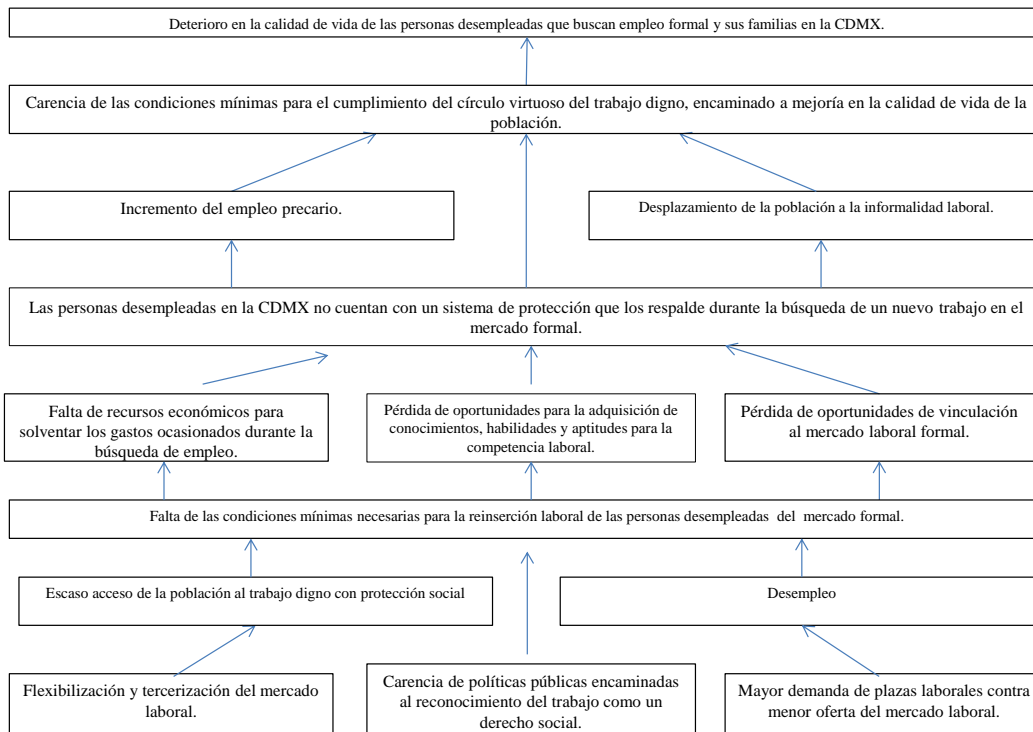 Deterioro en la calidad de vida de las personas desempleadas que buscan empleo formal y sus familias en la CDMX.
Carencia de las condiciones mínimas para el cumplimiento del círculo virtuoso del trabajo digno, encaminado a mejoría en la calidad de vida de la
población.
Incremento del empleo precario.
Desplazamiento de la población a la informalidad laboral.
Las personas desempleadas en la CDMX no cuentan con un sistema de protección que los respalde durante la búsqueda de un nuevo trabajo en el
mercado formal.
Falta de recursos económicos para
solventar los gastos ocasionados durante la
búsqueda de empleo.
Pérdida de oportunidades para la adquisición de
conocimientos, habilidades y aptitudes para la
competencia laboral.
Pérdida de oportunidades de vinculación
al mercado laboral formal.
Falta de las condiciones mínimas necesarias para la reinserción laboral de las personas desempleadas del mercado formal.
Escaso acceso de la población al trabajo digno con protección social
Desempleo
Flexibilización y tercerización del mercado
laboral.
Carencia de políticas públicas encaminadas
al reconocimiento del trabajo como un
derecho social.
Mayor demanda de plazas laborales contra
menor oferta del mercado laboral.